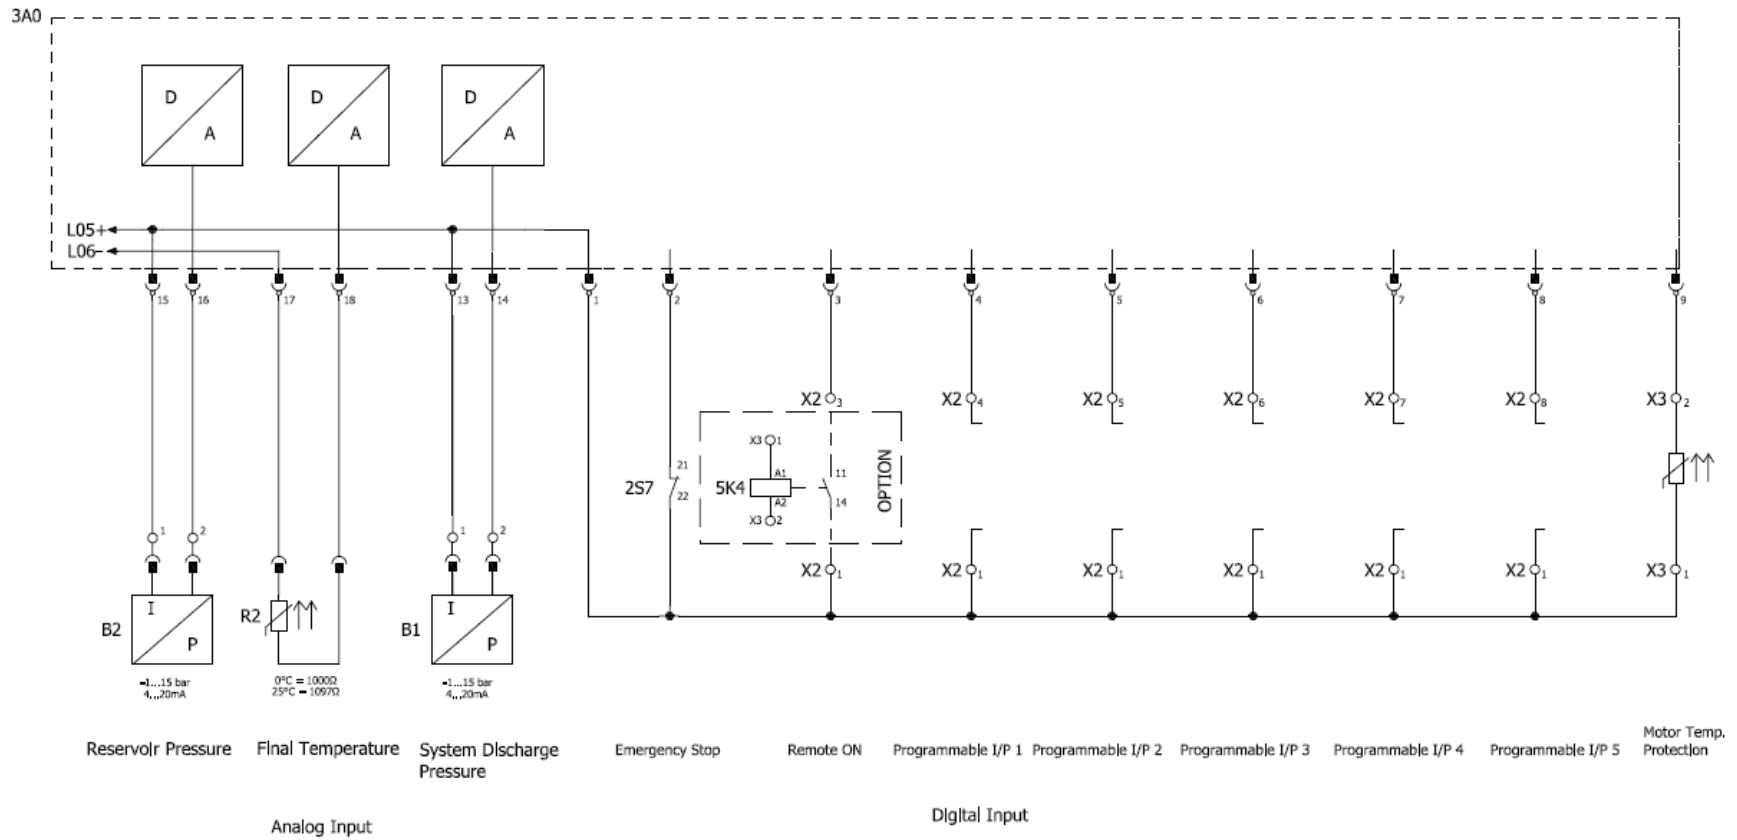 3A0
D D D
A A A
L05+
L06-
15 16 17 18 13 14 1 2 3 4 5 6 7 8 9
X2 3 X2 4 X2 5 X2 6 X2 7 X2 8 X3 2
X3 1
21 A1 11
2S7 5K4 OPTION
22 A2 14
X3 2
1 2 1 2
X2 1 X2 1 X2 1 X2 1 X2 1 X2 1 X3 1
I I
B2 R2 B1
P P
-1...15 bar 0°C = 1000Ω -1...15 bar
4...20mA 25°C = 1097Ω 4...20mA
Reservoir Pressure Final Temperature System Discharge
Pressure
Emergency Stop Remote ON Programmable I/P 1 Programmable I/P 2 Programmable I/P 3 Programmable I/P 4 Programmable I/P 5
Motor Temp.
Protection
Analog Input
Digital Input